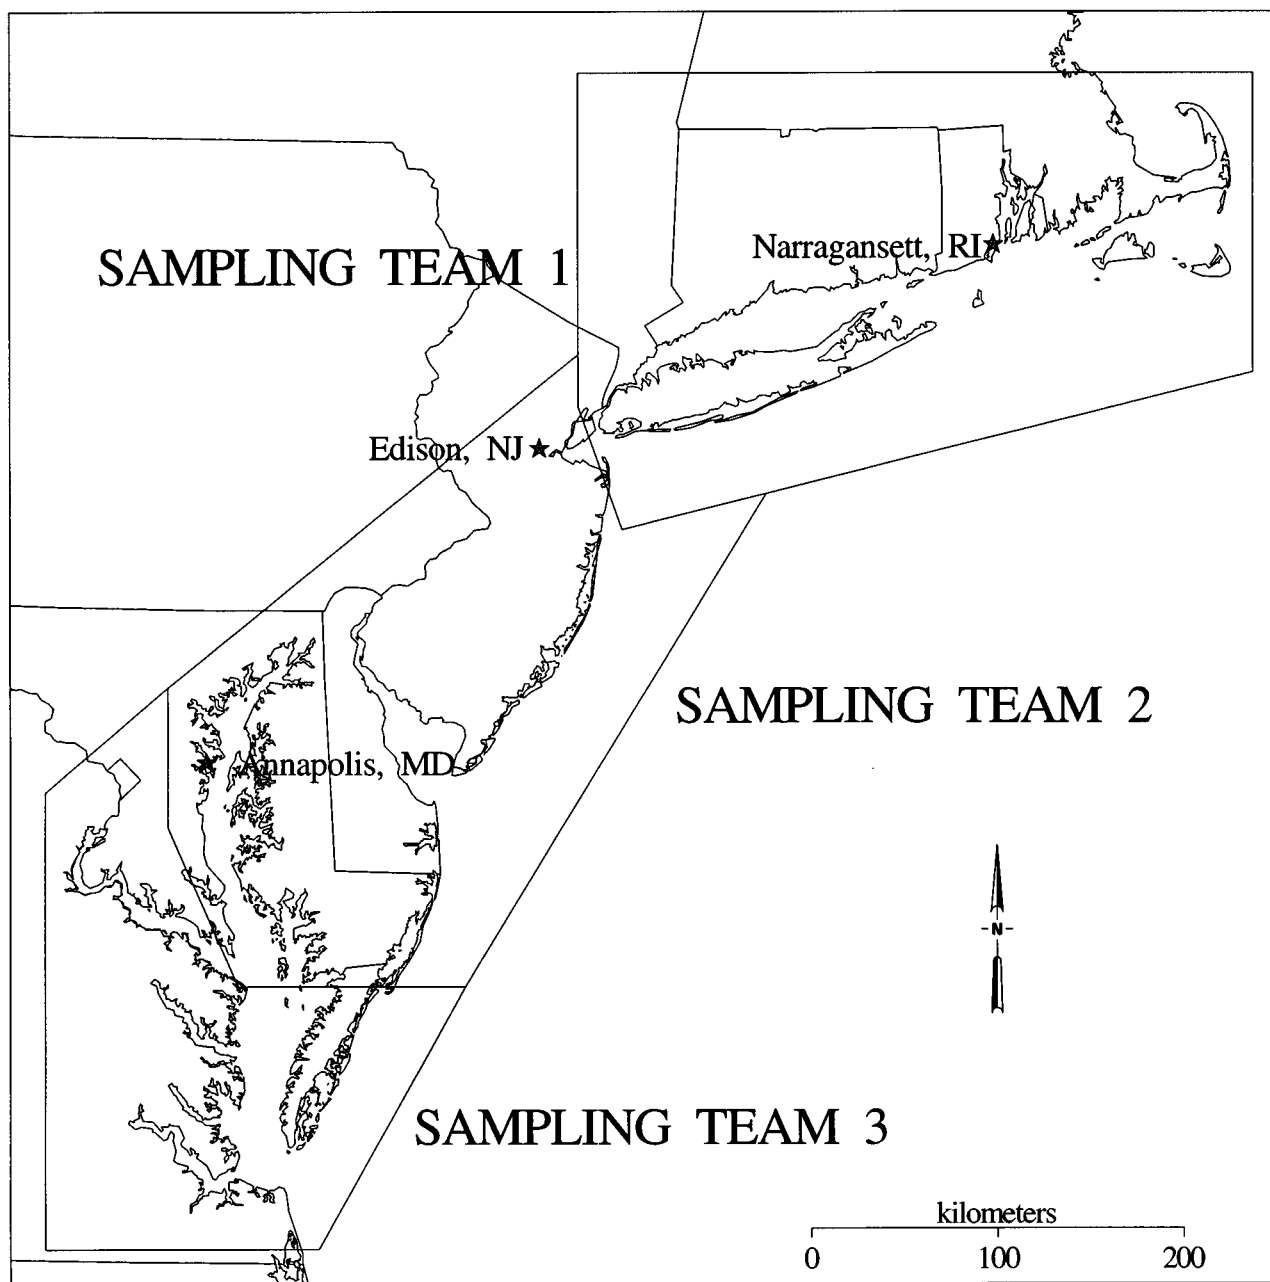 SAMPLING TEAM 1
Narragansett, RI
Edison, NJ
SAMPLING TEAM 2
Annapolis, MD
-N-
SAMPLING TEAM 3
kilometers
0 100 200